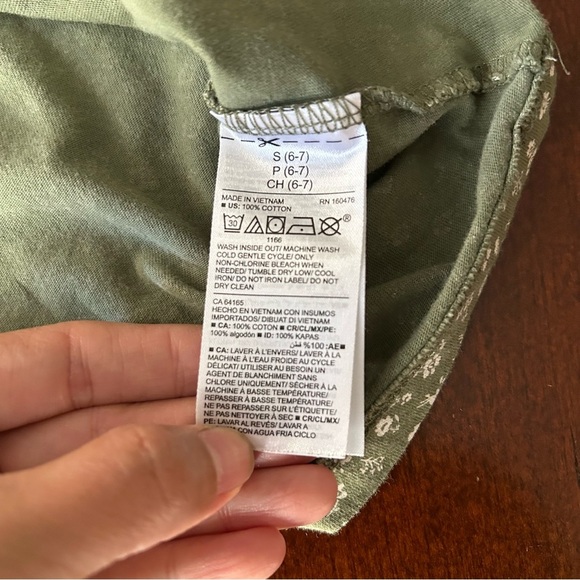 S (6-7)
P (6-7)
CH (6-7)
MADE IN VIETNAM RN 160476
■ US: 100% COTTON
30 ®
1166
WASH INSIDE OUT/ MACHINE WASH
COLD GENTLE CYCLE/ ONLY
NON-CHLORINE BLEACH WHEN
NEEDED/ TUMBLE DRY LOW/ COOL
IRON/ DO NOT IRON LABEL/ DO NOT
DRY CLEAN
CA 64165
HECHO EN VIETNAM CON INSUMOS
IMPORTADOS/ DIBUAT DI VIETNAM
■ CA: 100% COTON ■ CR/CL/MX/PE:
100% algodón ■ ID: 100% KAPAS
%100 :AE■
■ CA: LAVER À L'ENVERS/ LAVER À LA
MACHINE À L'EAU FROIDE AU CYCLE
DÉLICAT/ UTILISER AU BESOIN UN
AGENT DE BLANCHIMENT SANS
CHLORE UNIQUEMENT/ SÉCHER À LA
MACHINE À BASSE TEMPÉRATURE/
REPASSER À BASSE TEMPÉRATURE/
NE PAS REPASSER SUR L'ÉTIQUETTE/
NE PAS NETTOYER À SEC ■ CR/CL/MX/
LAVAR AL REVÉS/ LAVAR A
CON AGUA FRIA CICLO